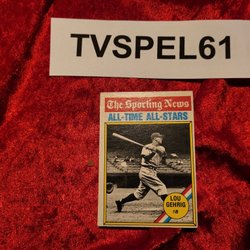 TVSPEL61
The Sporting News
ALL-TIME ALL-STARS
LOU
GEHRIG
1B